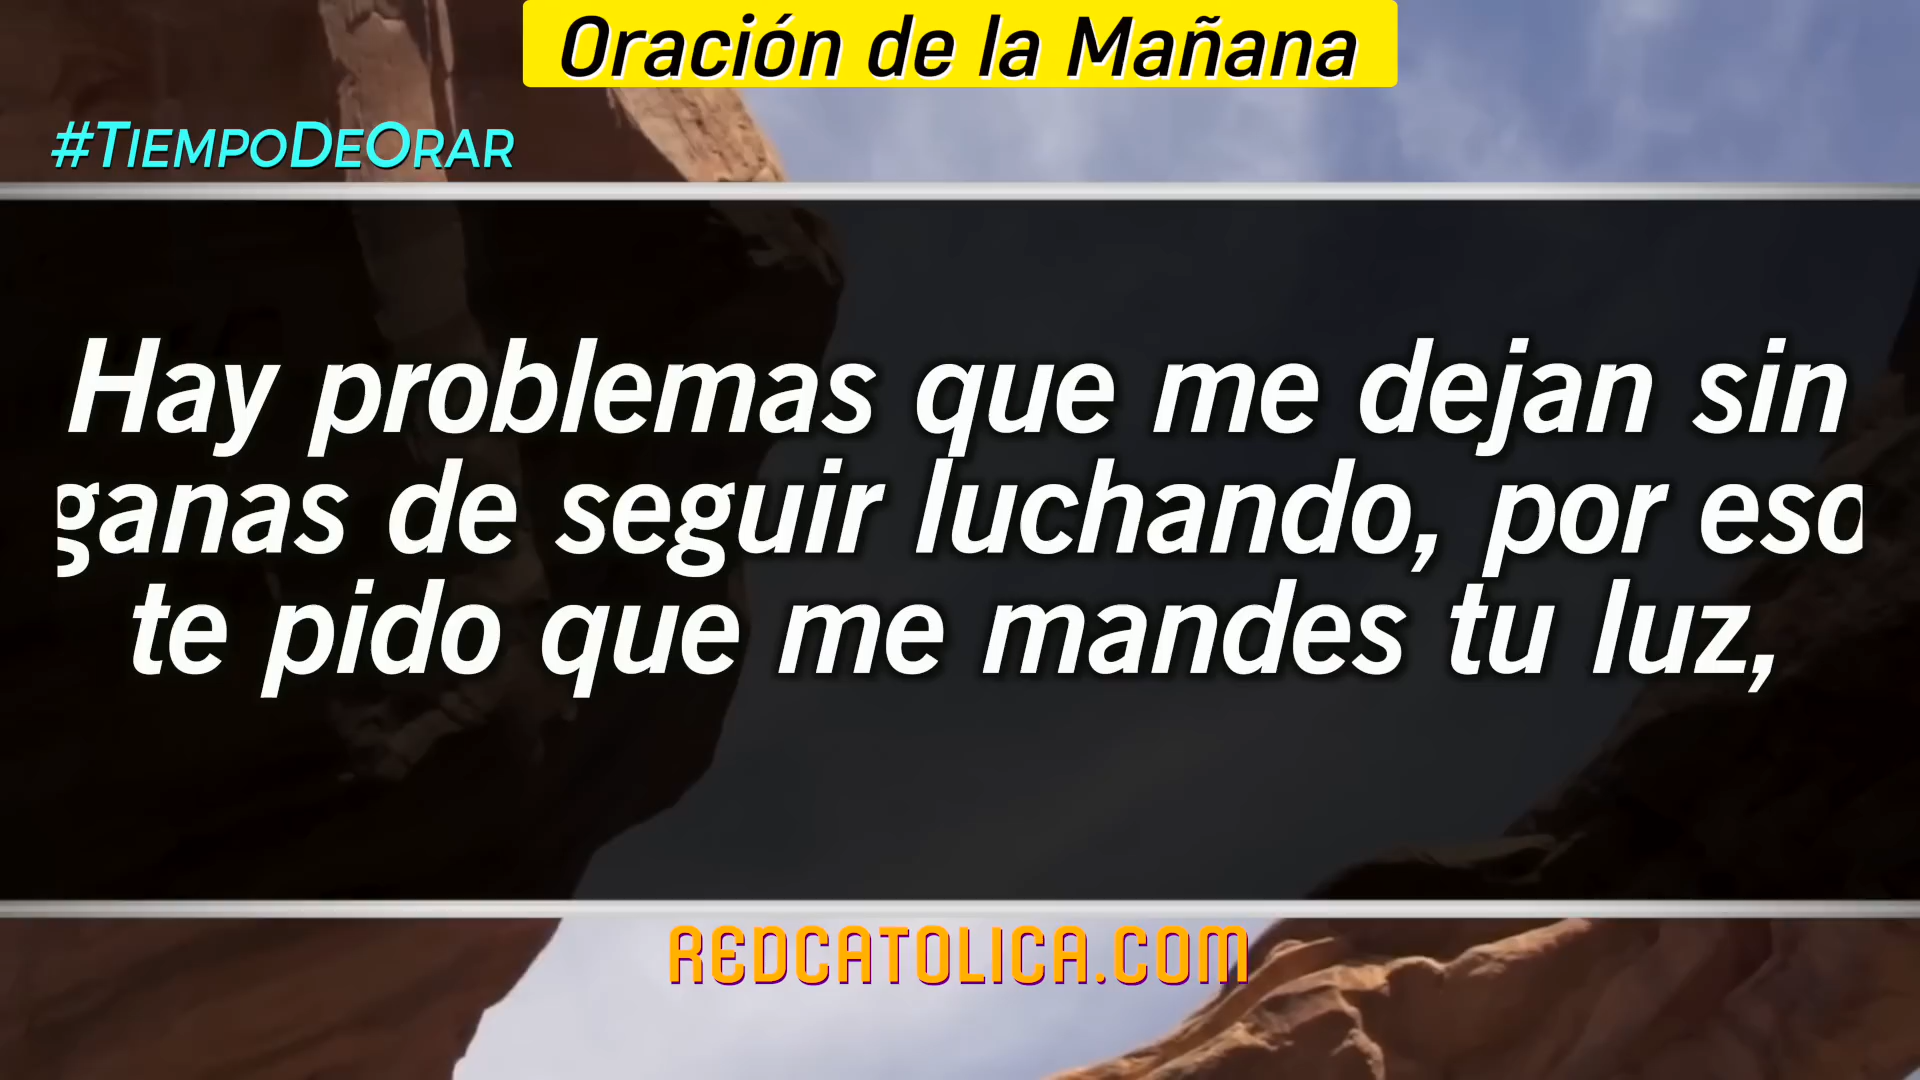 Oración de la Mañana
#TiempoDeOrar
Hay problemas que me dejan sin
ganas de seguir luchando, por eso
te pido que me mandes tu luz,
REDCATOLICA.COM